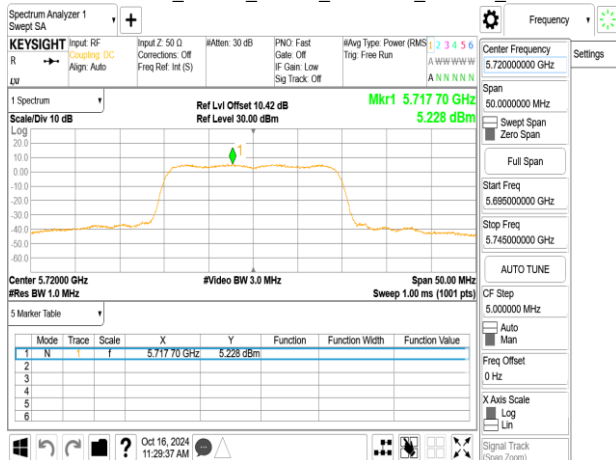 Spectrum Analyzer 1
Swept SA
Frequency
KEYSIGHT
R
LXI
Input: RF
Coupling: DC
Align: Auto
Input Z: 50 Ω
Corrections: Off
Freq Ref: Int (S)
#Atten: 30 dB
PNO: Fast
Gate: Off
IF Gain: Low
Sig Track: Off
#Avg Type: Power (RMS
Trig: Free Run
1 2 3 4 5 6
A W W W W W
A N N N N N
1 Spectrum
Scale/Div 10 dB
Ref Lvl Offset 10.42 dB
Ref Level 30.00 dBm
Mkr1 5.717 70 GHz
5.228 dBm
Log
20.0
10.0
0.00
-10.0
-20.0
-30.0
-40.0
-50.0
-60.0
1
Center 5.72000 GHz
#Video BW 3.0 MHz
Span 50.00 MHz
#Res BW 1.0 MHz
Sweep 1.00 ms (1001 pts)
5 Marker Table
Mode Trace Scale X Y Function Function Width Function Value
1 N 1 f 5.717 70 GHz 5.228 dBm
2
3
4
5
6
Oct 16, 2024
11:29:37 AM
Center Frequency
5.720000000 GHz
Settings
Span
50.0000000 MHz
Swept Span
Zero Span
Full Span
Start Freq
5.695000000 GHz
Stop Freq
5.745000000 GHz
AUTO TUNE
CF Step
5.000000 MHz
Auto
Man
Freq Offset
0 Hz
X Axis Scale
Log
Lin
Signal Track
(Span Zoom)